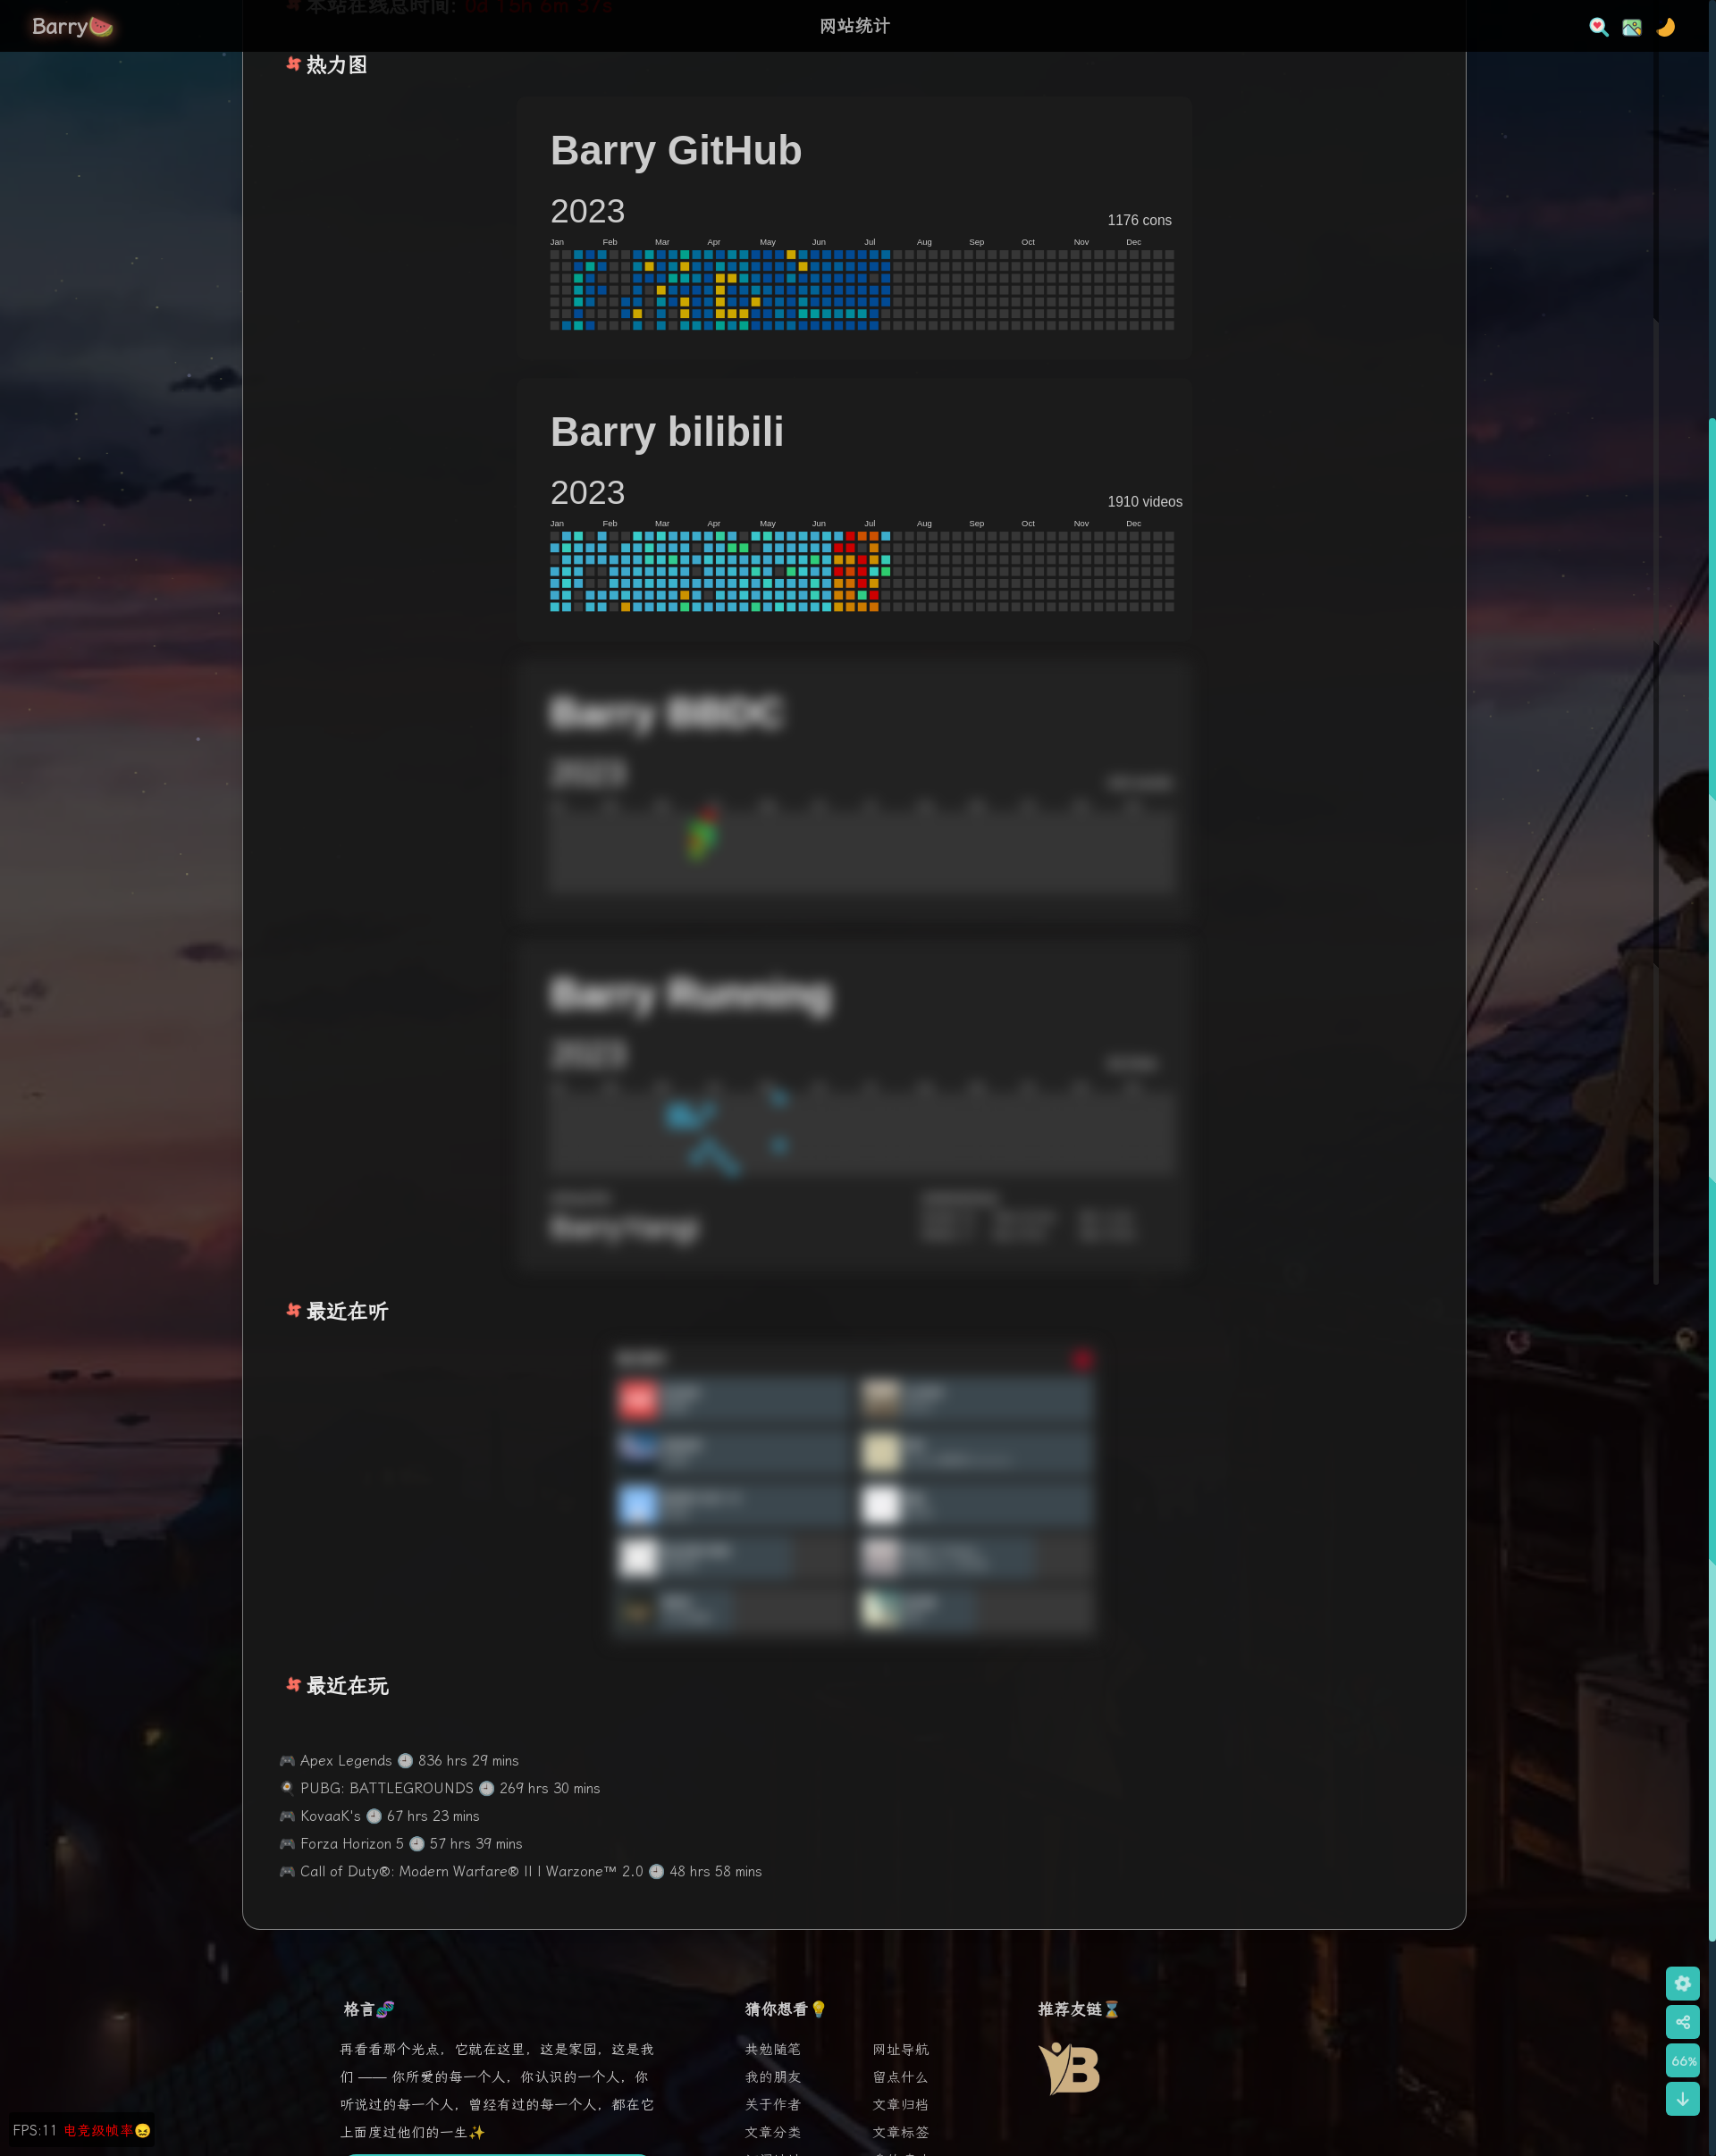 本站在线总时间: 0d 15h 6m 37s
Barry🍉
网站统计
热力图
Barry GitHub
2023
1176 cons
Jan Feb Mar Apr May Jun Jul Aug Sep Oct Nov Dec
Barry bilibili
2023
1910 videos
Jan Feb Mar Apr May Jun Jul Aug Sep Oct Nov Dec
Barry BBDC
2023
Barry Running
2023
最近在听
最近在玩
🎮 Apex Legends 🕘 836 hrs 29 mins
🍳 PUBG: BATTLEGROUNDS 🕘 269 hrs 30 mins
🎮 KovaaK's 🕘 67 hrs 23 mins
🎮 Forza Horizon 5 🕘 57 hrs 39 mins
🎮 Call of Duty®: Modern Warfare® II | Warzone™ 2.0 🕘 48 hrs 58 mins
格言🧬
再看看那个光点，它就在这里，这是家园，这是我
们 —— 你所爱的每一个人，你认识的一个人，你
听说过的每一个人，曾经有过的每一个人，都在它
上面度过他们的一生✨
猜你想看💡
共勉随笔 网址导航
我的朋友 留点什么
关于作者 文章归档
文章分类 文章标签
推荐友链⌛
B
66%
FPS:11 电竞级帧率😖